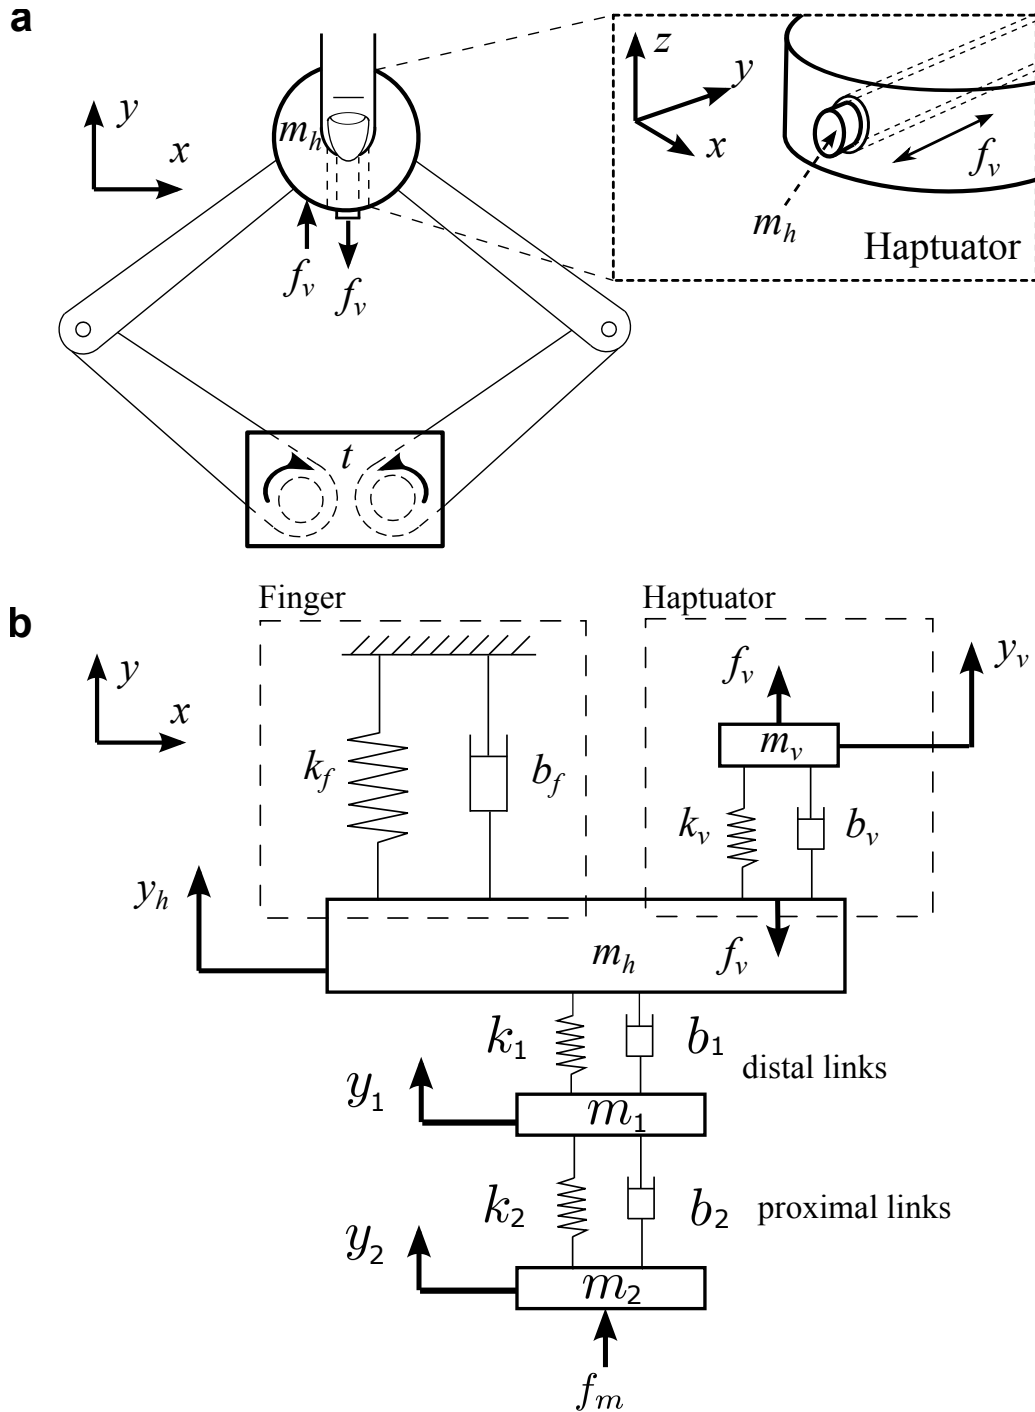 a
y
x
m_h
f_v
f_v
t
z
y
x
f_v
m_h
Haptuator
b
Finger
Haptuator
y
x
k_f
b_f
f_v
y_v
m_v
k_v
b_v
y_h
m_h
f_v
k_1
b_1
distal links
y_1
m_1
k_2
b_2
proximal links
y_2
m_2
f_m